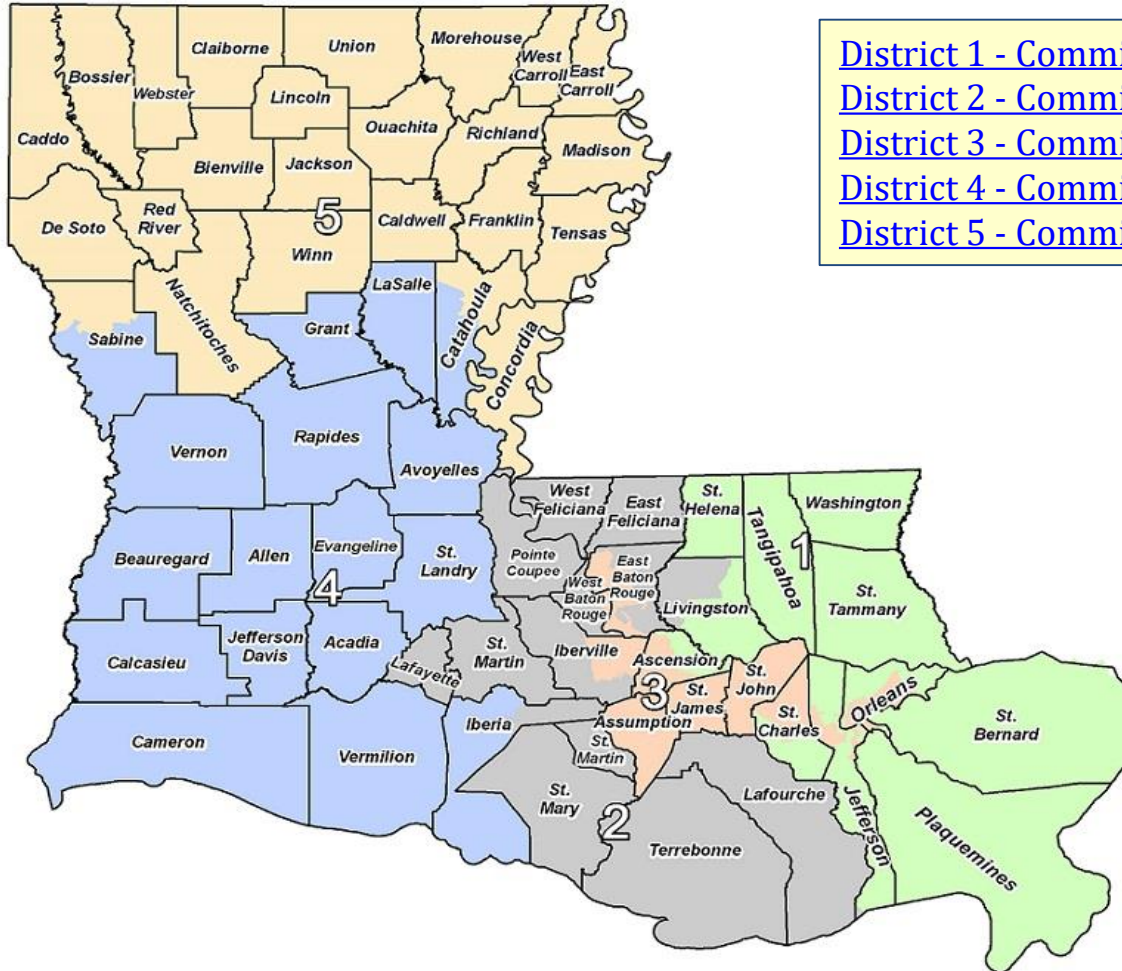 District 1 - Commi
District 2 - Commi
District 3 - Commi
District 4 - Commi
District 5 - Commi
Claiborne
Union
Morehouse
West
Carroll
East
Carroll
Bossier
Webster
Lincoln
Ouachita
Richland
Caddo
Bienville
Jackson
Madison
De Soto
Red
River
5
Caldwell
Franklin
Tensas
Winn
Natchitoches
LaSalle
Catahoula
Concordia
Sabine
Grant
Vernon
Rapides
Avoyelles
West
Feliciana
East
Feliciana
St.
Helena
Tangipahoa
Washington
1
Beauregard
Allen
Evangeline
St.
Landry
Pointe
Coupee
West
Baton
Rouge
East
Baton
Rouge
Livingston
St.
Tammany
4
Calcasieu
Jefferson
Davis
Acadia
Lafayette
St.
Martin
Iberville
Ascension
3
St.
James
St.
John
St.
Charles
Orleans
St.
Bernard
Cameron
Vermilion
Iberia
Assumption
St.
Martin
St.
Mary
2
Terrebonne
Lafourche
Jefferson
Plaquemines